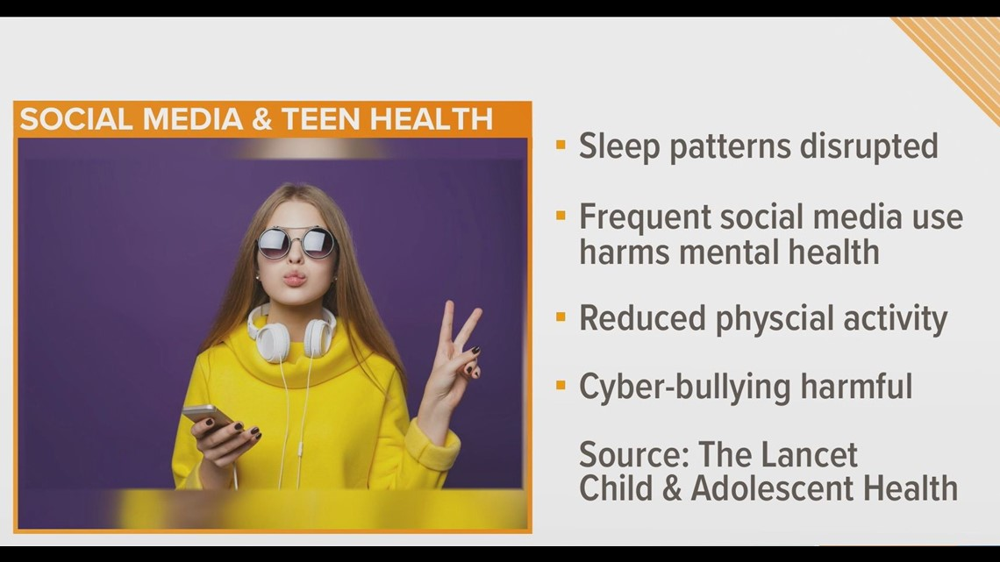 SOCIAL MEDIA & TEEN HEALTH
▪ Sleep patterns disrupted
▪ Frequent social media use
harms mental health
▪ Reduced physcial activity
▪ Cyber-bullying harmful
Source: The Lancet
Child & Adolescent Health